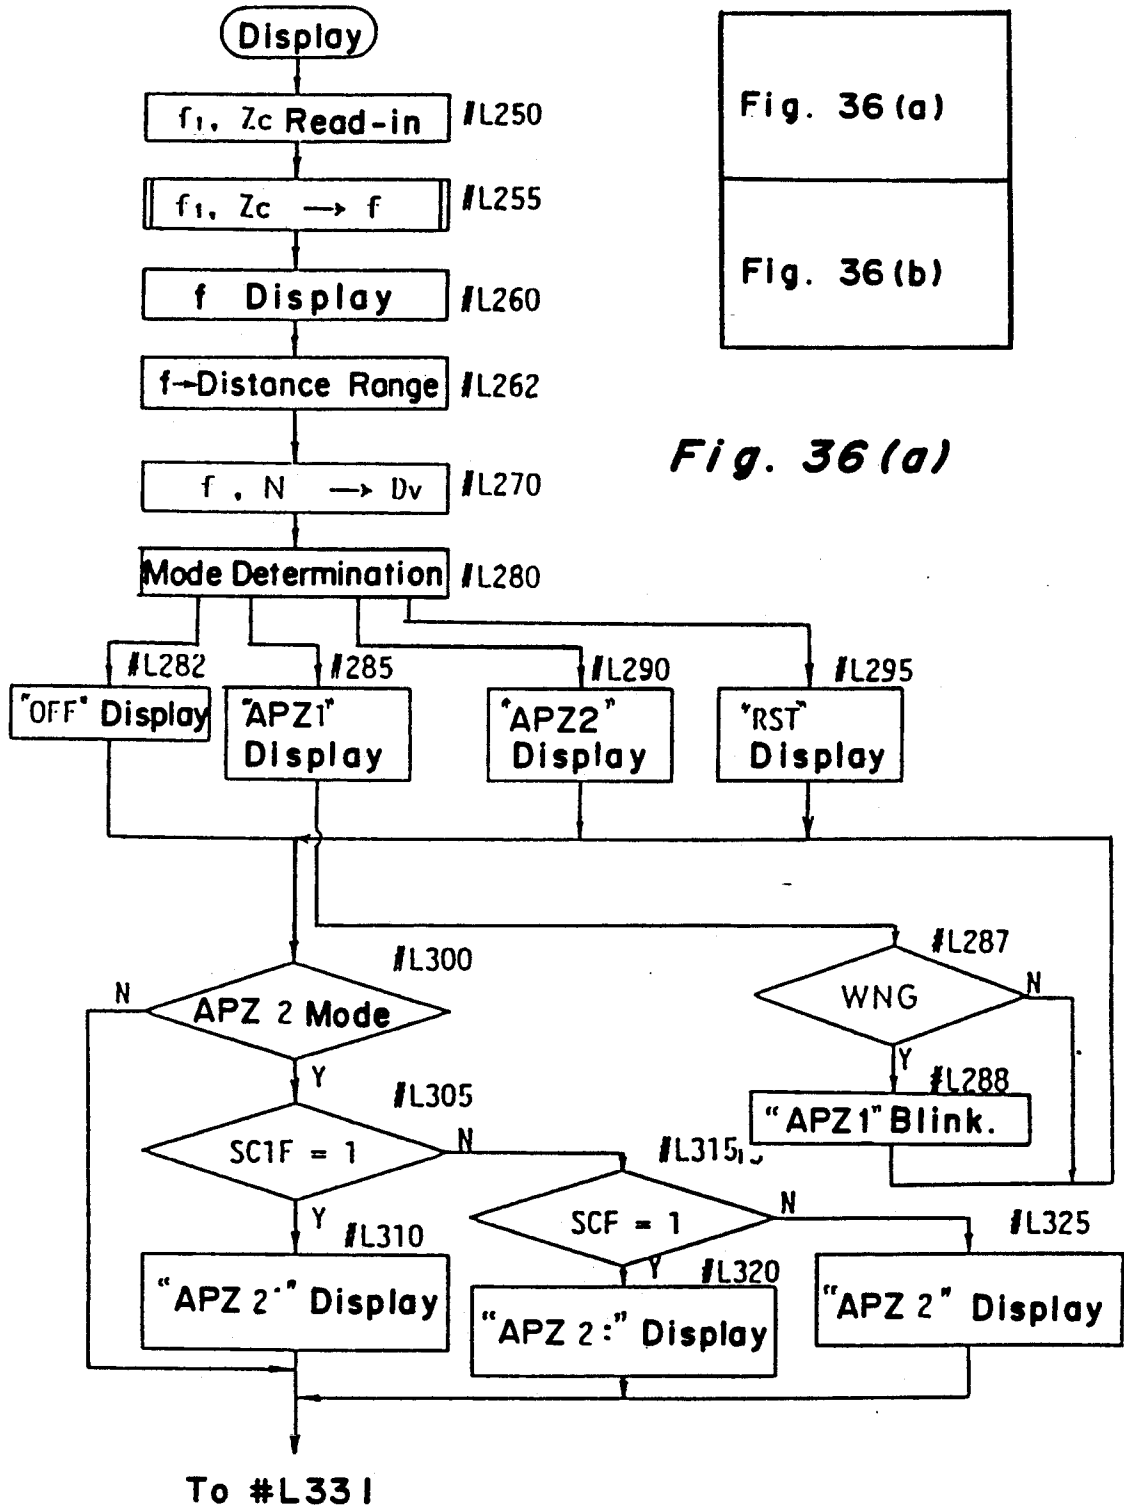 Display
f1, Zc Read-in
#L250
f1, Zc → f
#L255
f Display
#L260
f→Distance Range
#L262
f , N → Dv
#L270
Mode Determination
#L280
Fig. 36(a)
Fig. 36(b)
Fig. 36(a)
#L282
"OFF" Display
#285
"APZ1"
Display
#L290
"APZ2"
Display
#L295
"RST"
Display
#L287
WNG
N
Y
#L288
"APZ1" Blink.
#L300
N
APZ 2 Mode
Y
#L305
SC1F = 1
N
Y
#L310
"APZ 2·" Display
#L315
SCF = 1
N
Y
#L320
"APZ 2 :" Display
#L325
"APZ 2" Display
To #L331